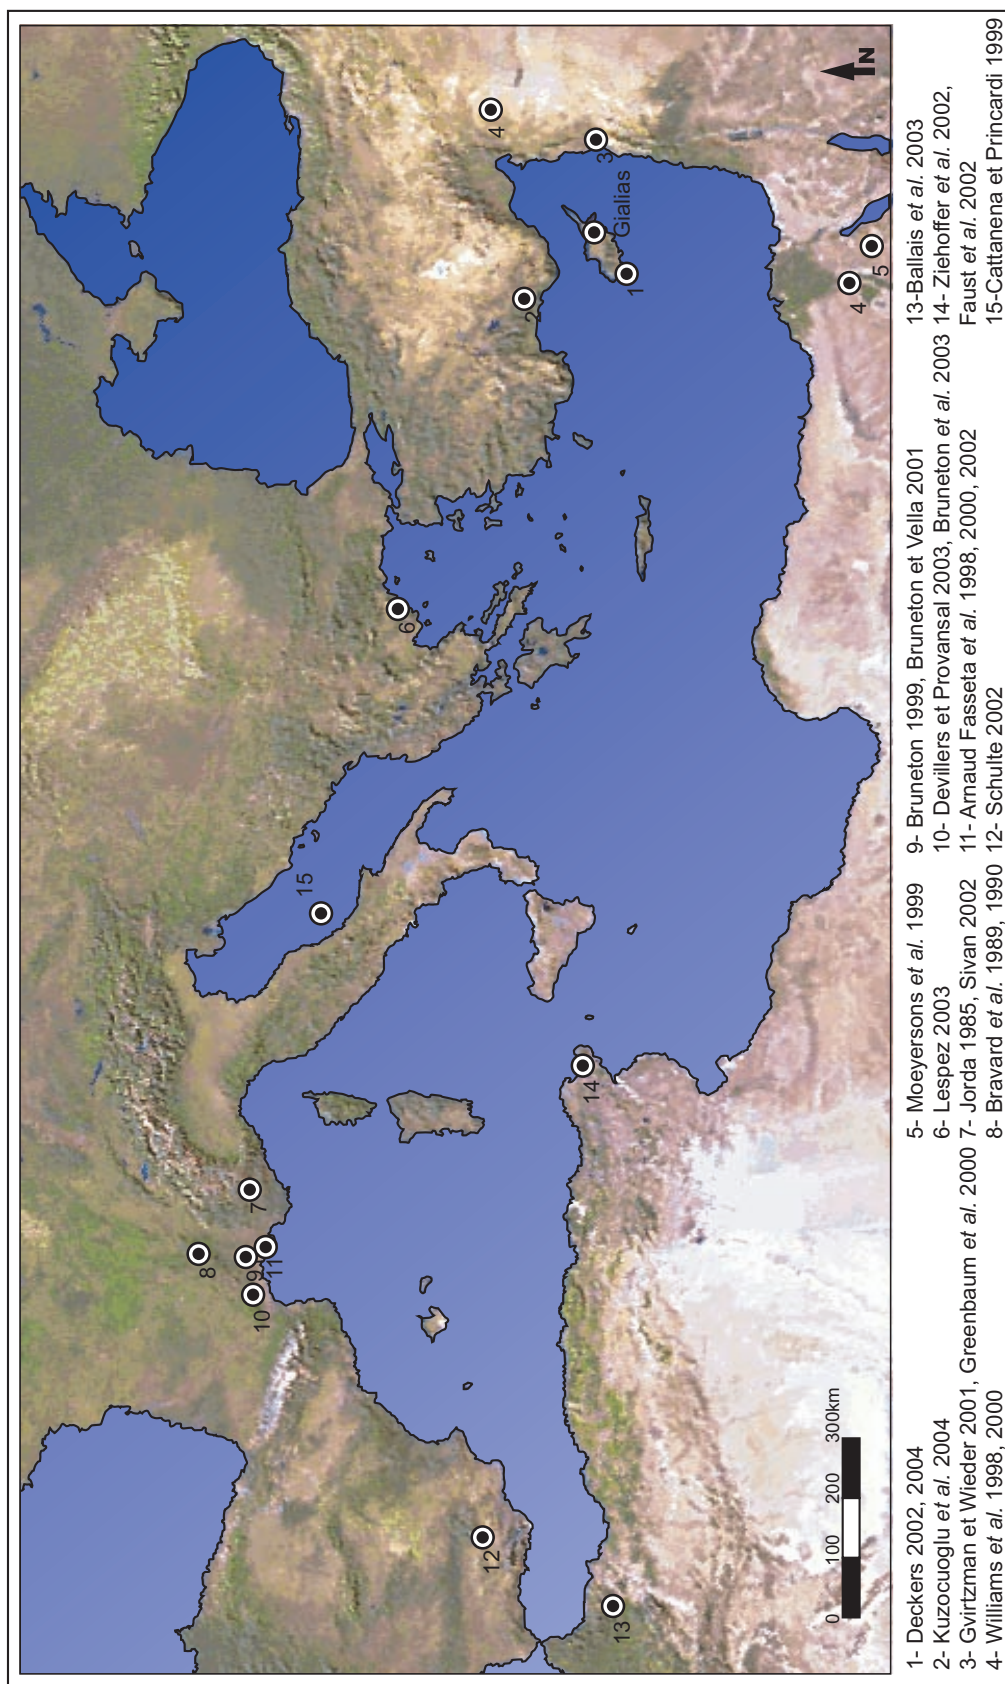 N
15
8
7
9
11
10
6
4
3
Gialias
2
1
14
12
13
4
5
0 100 200 300km
1- Deckers 2002, 2004
2- Kuzocuoglu et al. 2004
3- Gvirtzman et Wieder 2001, Greenbaum et al. 2000
4- Williams et al. 1998, 2000
5- Moeyersons et al. 1999
6- Lespez 2003
7- Jorda 1985, Sivan 2002
8- Bravard et al. 1989, 1990
9- Bruneton 1999, Bruneton et Vella 2001
10- Devillers et Provansal 2003, Bruneton et al. 2003
11- Arnaud Fasseta et al. 1998, 2000, 2002
12- Schulte 2002
13-Ballais et al. 2003
14- Ziehoffer et al. 2002,
Faust et al. 2002
15-Cattanena et Princardi 1999